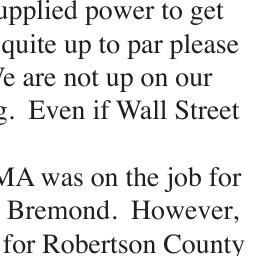 upplied power to get
quite up to par please
e are not up on our
g.  Even if Wall Street
MA was on the job for
Bremond.  However,
for Robertson County